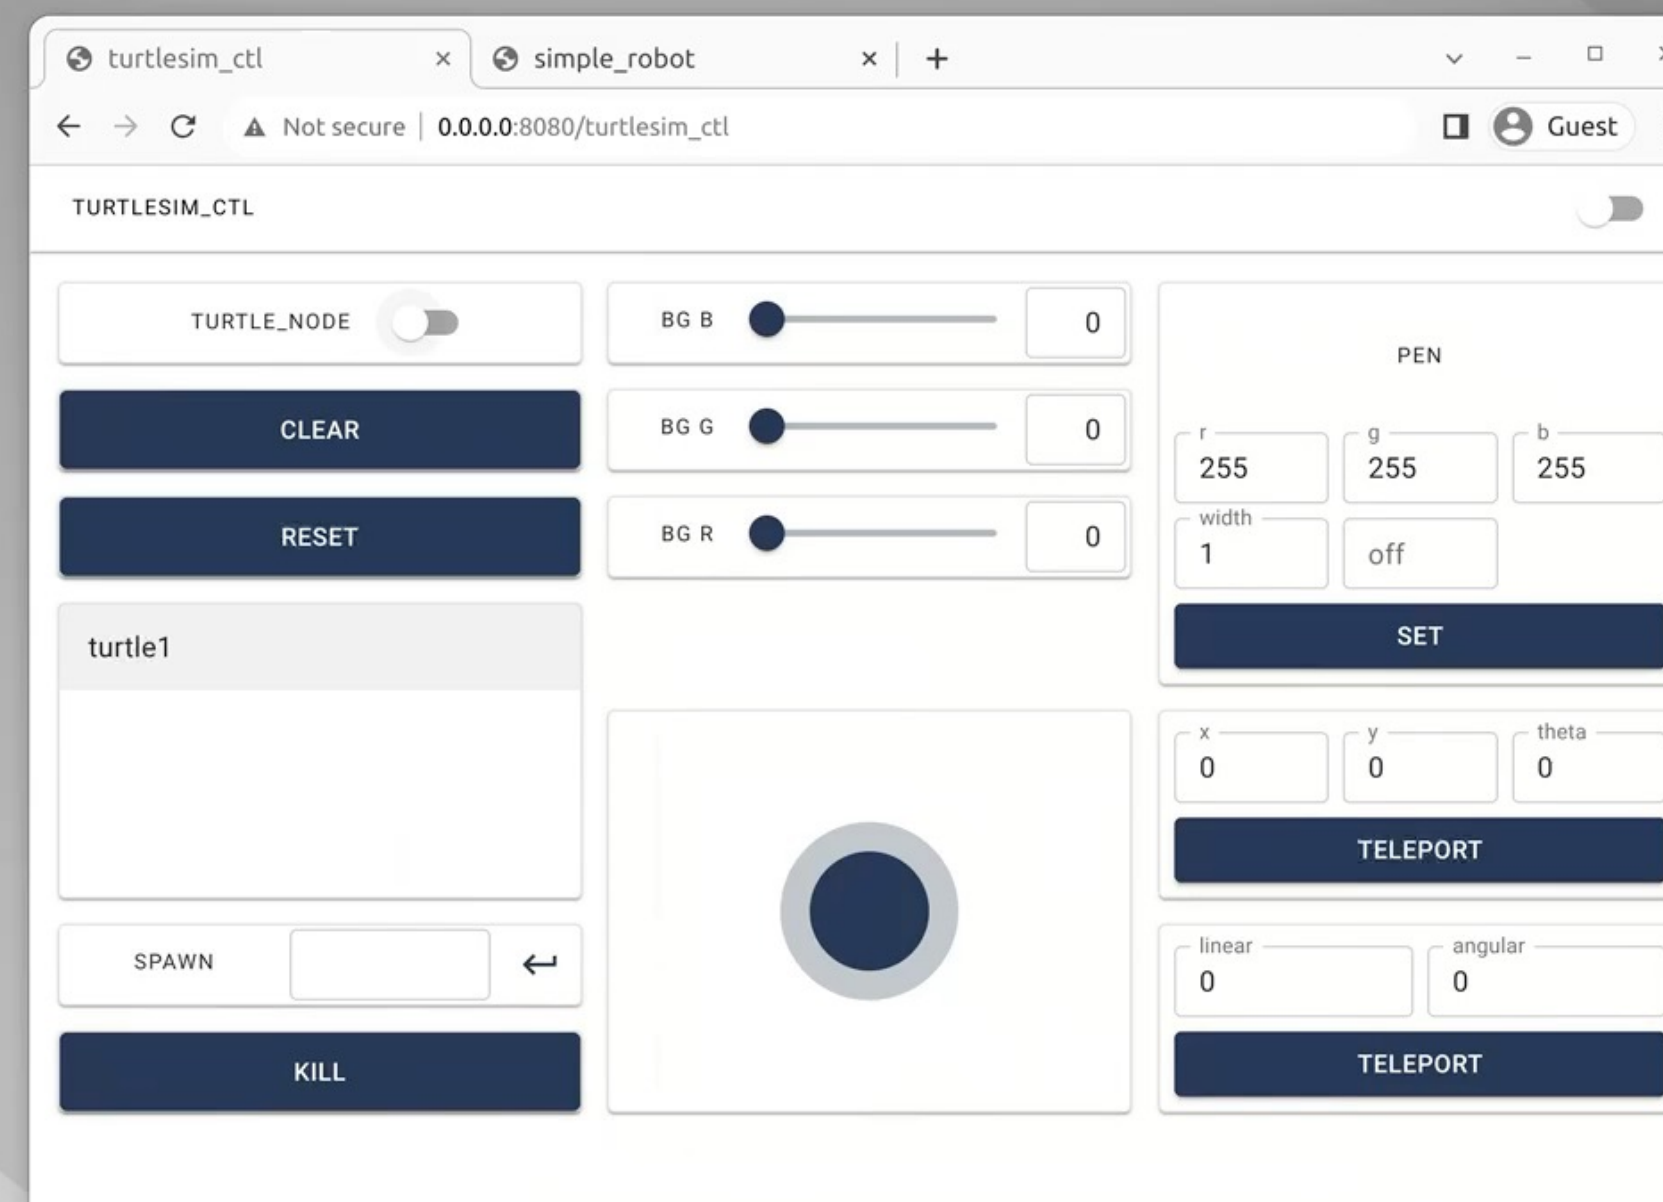 turtlesim_ctl
simple_robot
Not secure 0.0.0.0:8080/turtlesim_ctl
Guest
TURTLESIM_CTL
TURTLE_NODE
CLEAR
RESET
turtle1
SPAWN
KILL
BG B 0
BG G 0
BG R 0
PEN
r g b
255 255 255
width
1 off
SET
x y theta
0 0 0
TELEPORT
linear angular
0 0
TELEPORT